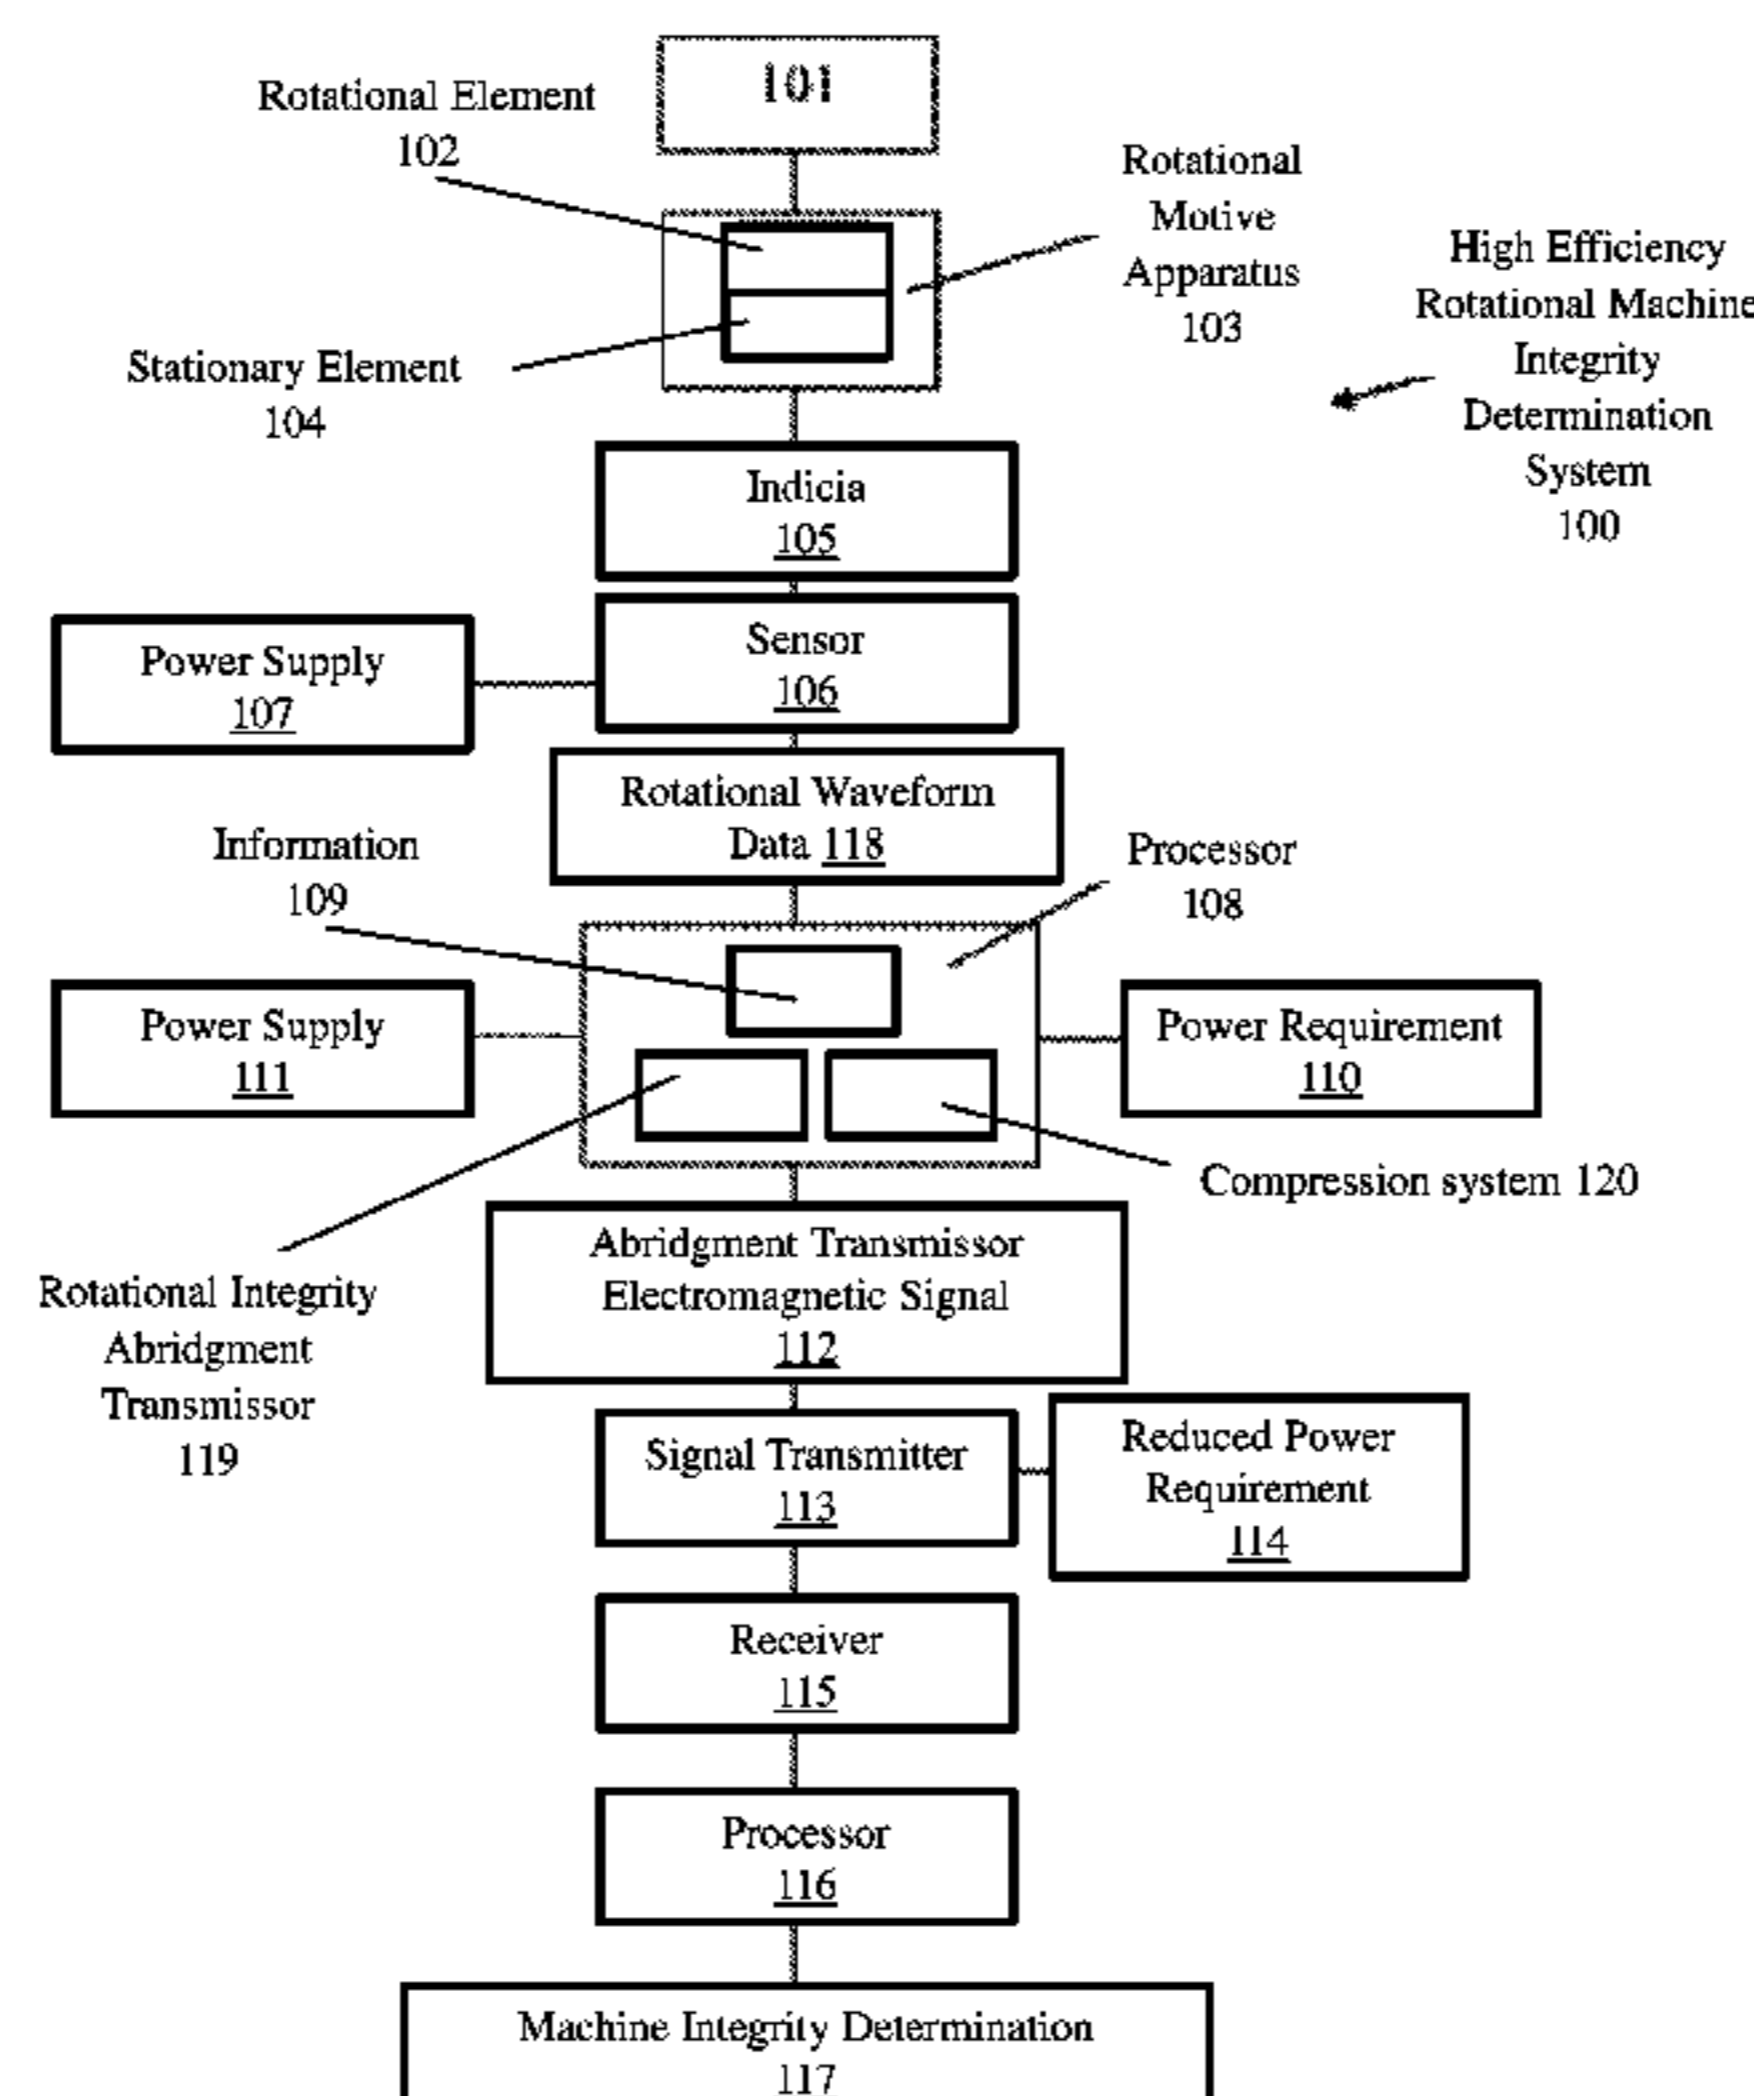 101
Rotational Element
102
Rotational
Motive
Apparatus
103
High Efficiency
Rotational Machine
Integrity
Determination
System
100
Stationary Element
104
Indicia
105
Sensor
106
Power Supply
107
Rotational Waveform
Data 118
Information
109
Processor
108
Power Supply
111
Power Requirement
110
Compression system 120
Abridgment Transmissor
Electromagnetic Signal
112
Rotational Integrity
Abridgment
Transmissor
119
Signal Transmitter
113
Reduced Power
Requirement
114
Receiver
115
Processor
116
Machine Integrity Determination
117